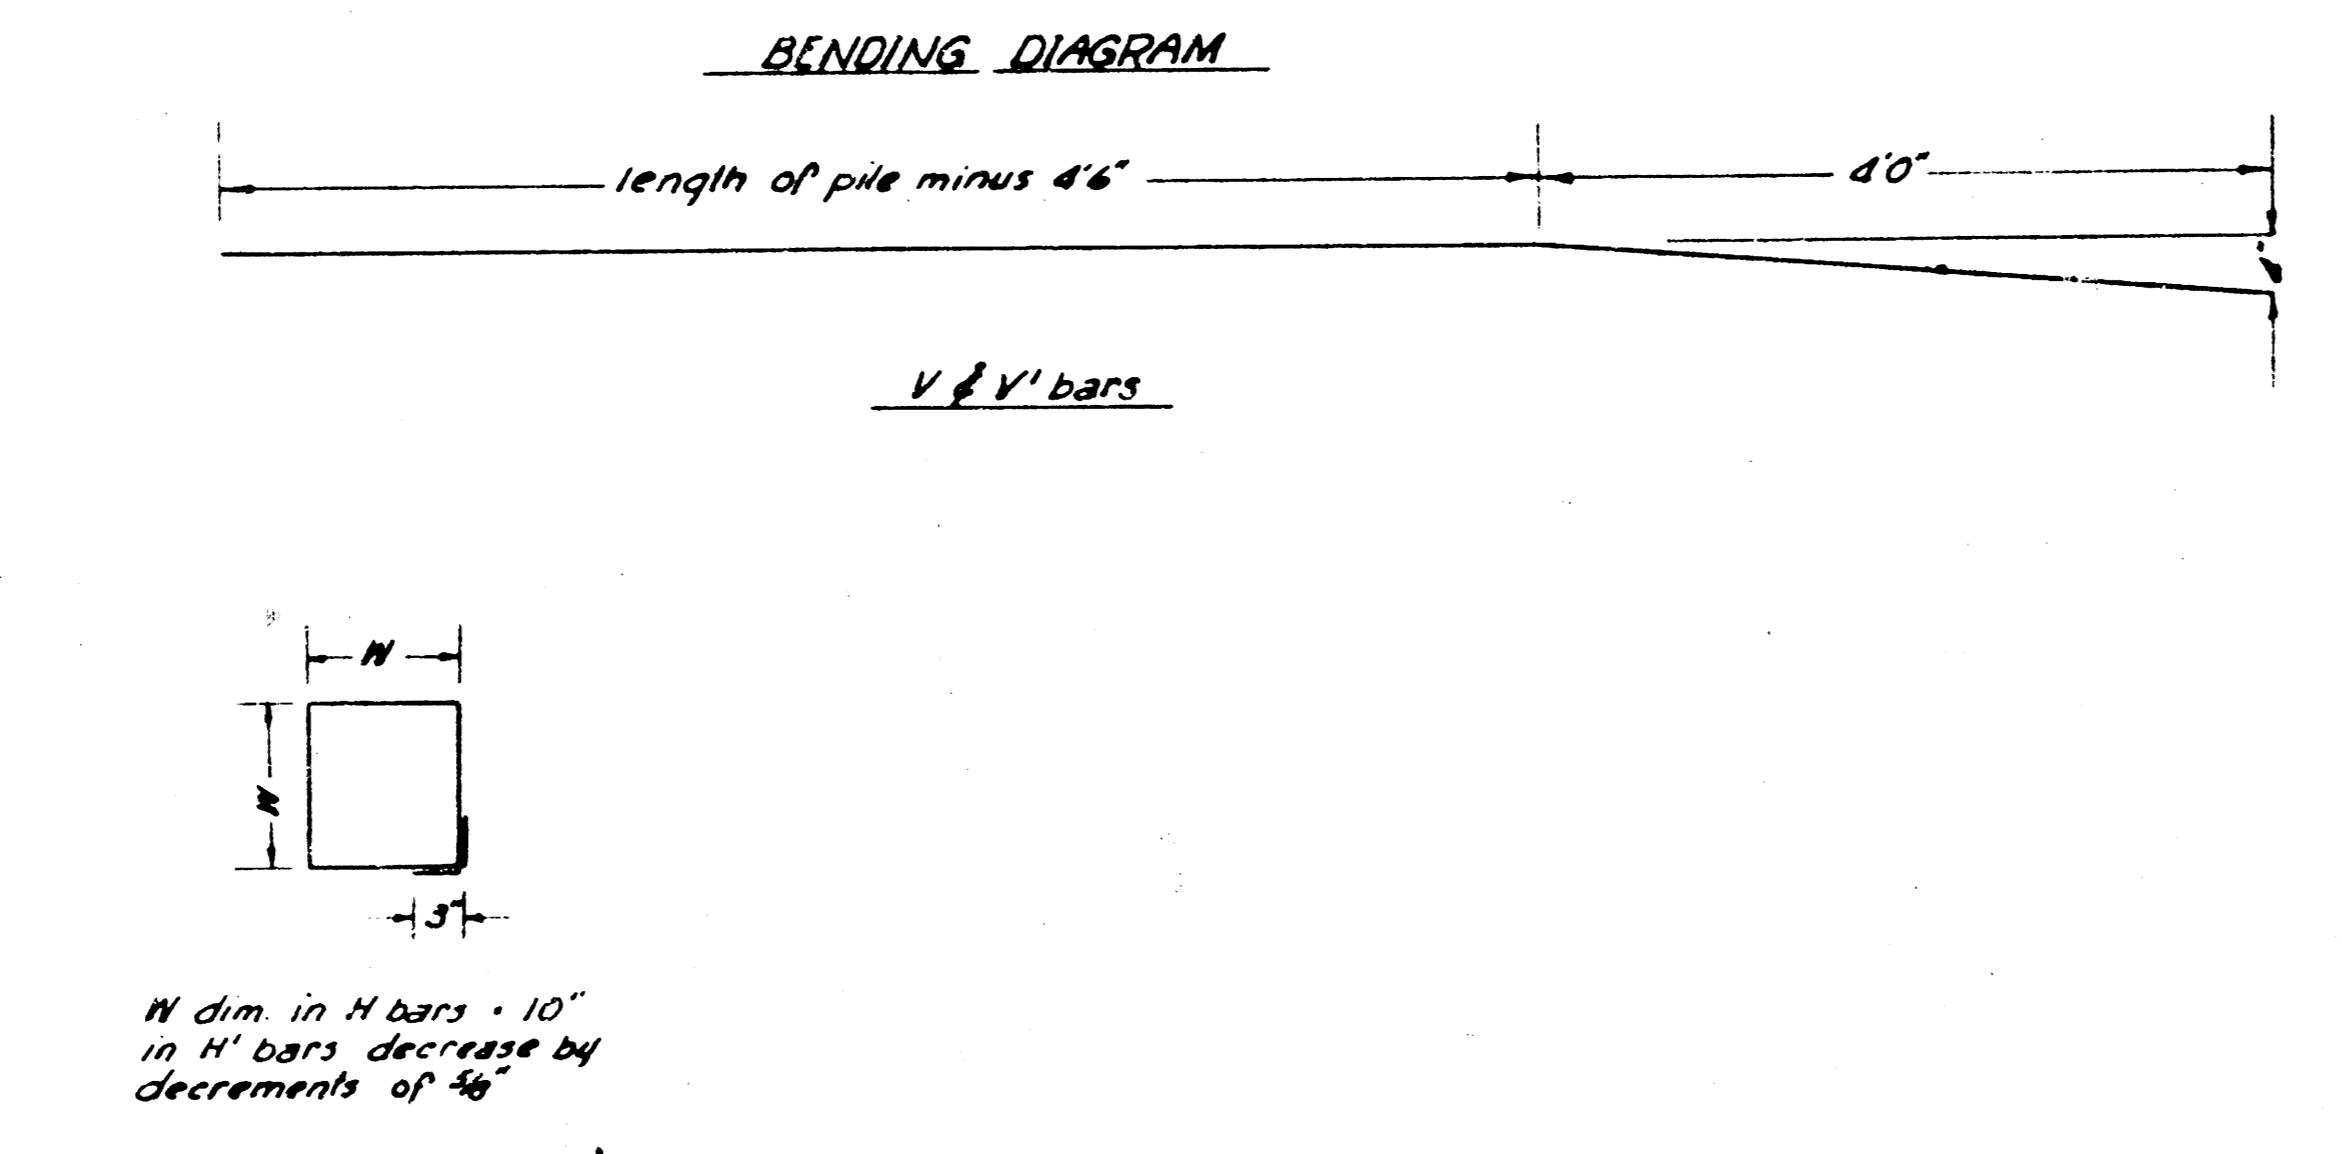 BENDING DIAGRAM
length of pile minus 4'6"
4'0"
V & V' bars
W
W
3"
W dim. in H bars = 10"
in H' bars decrease by
decrements of 5/8"